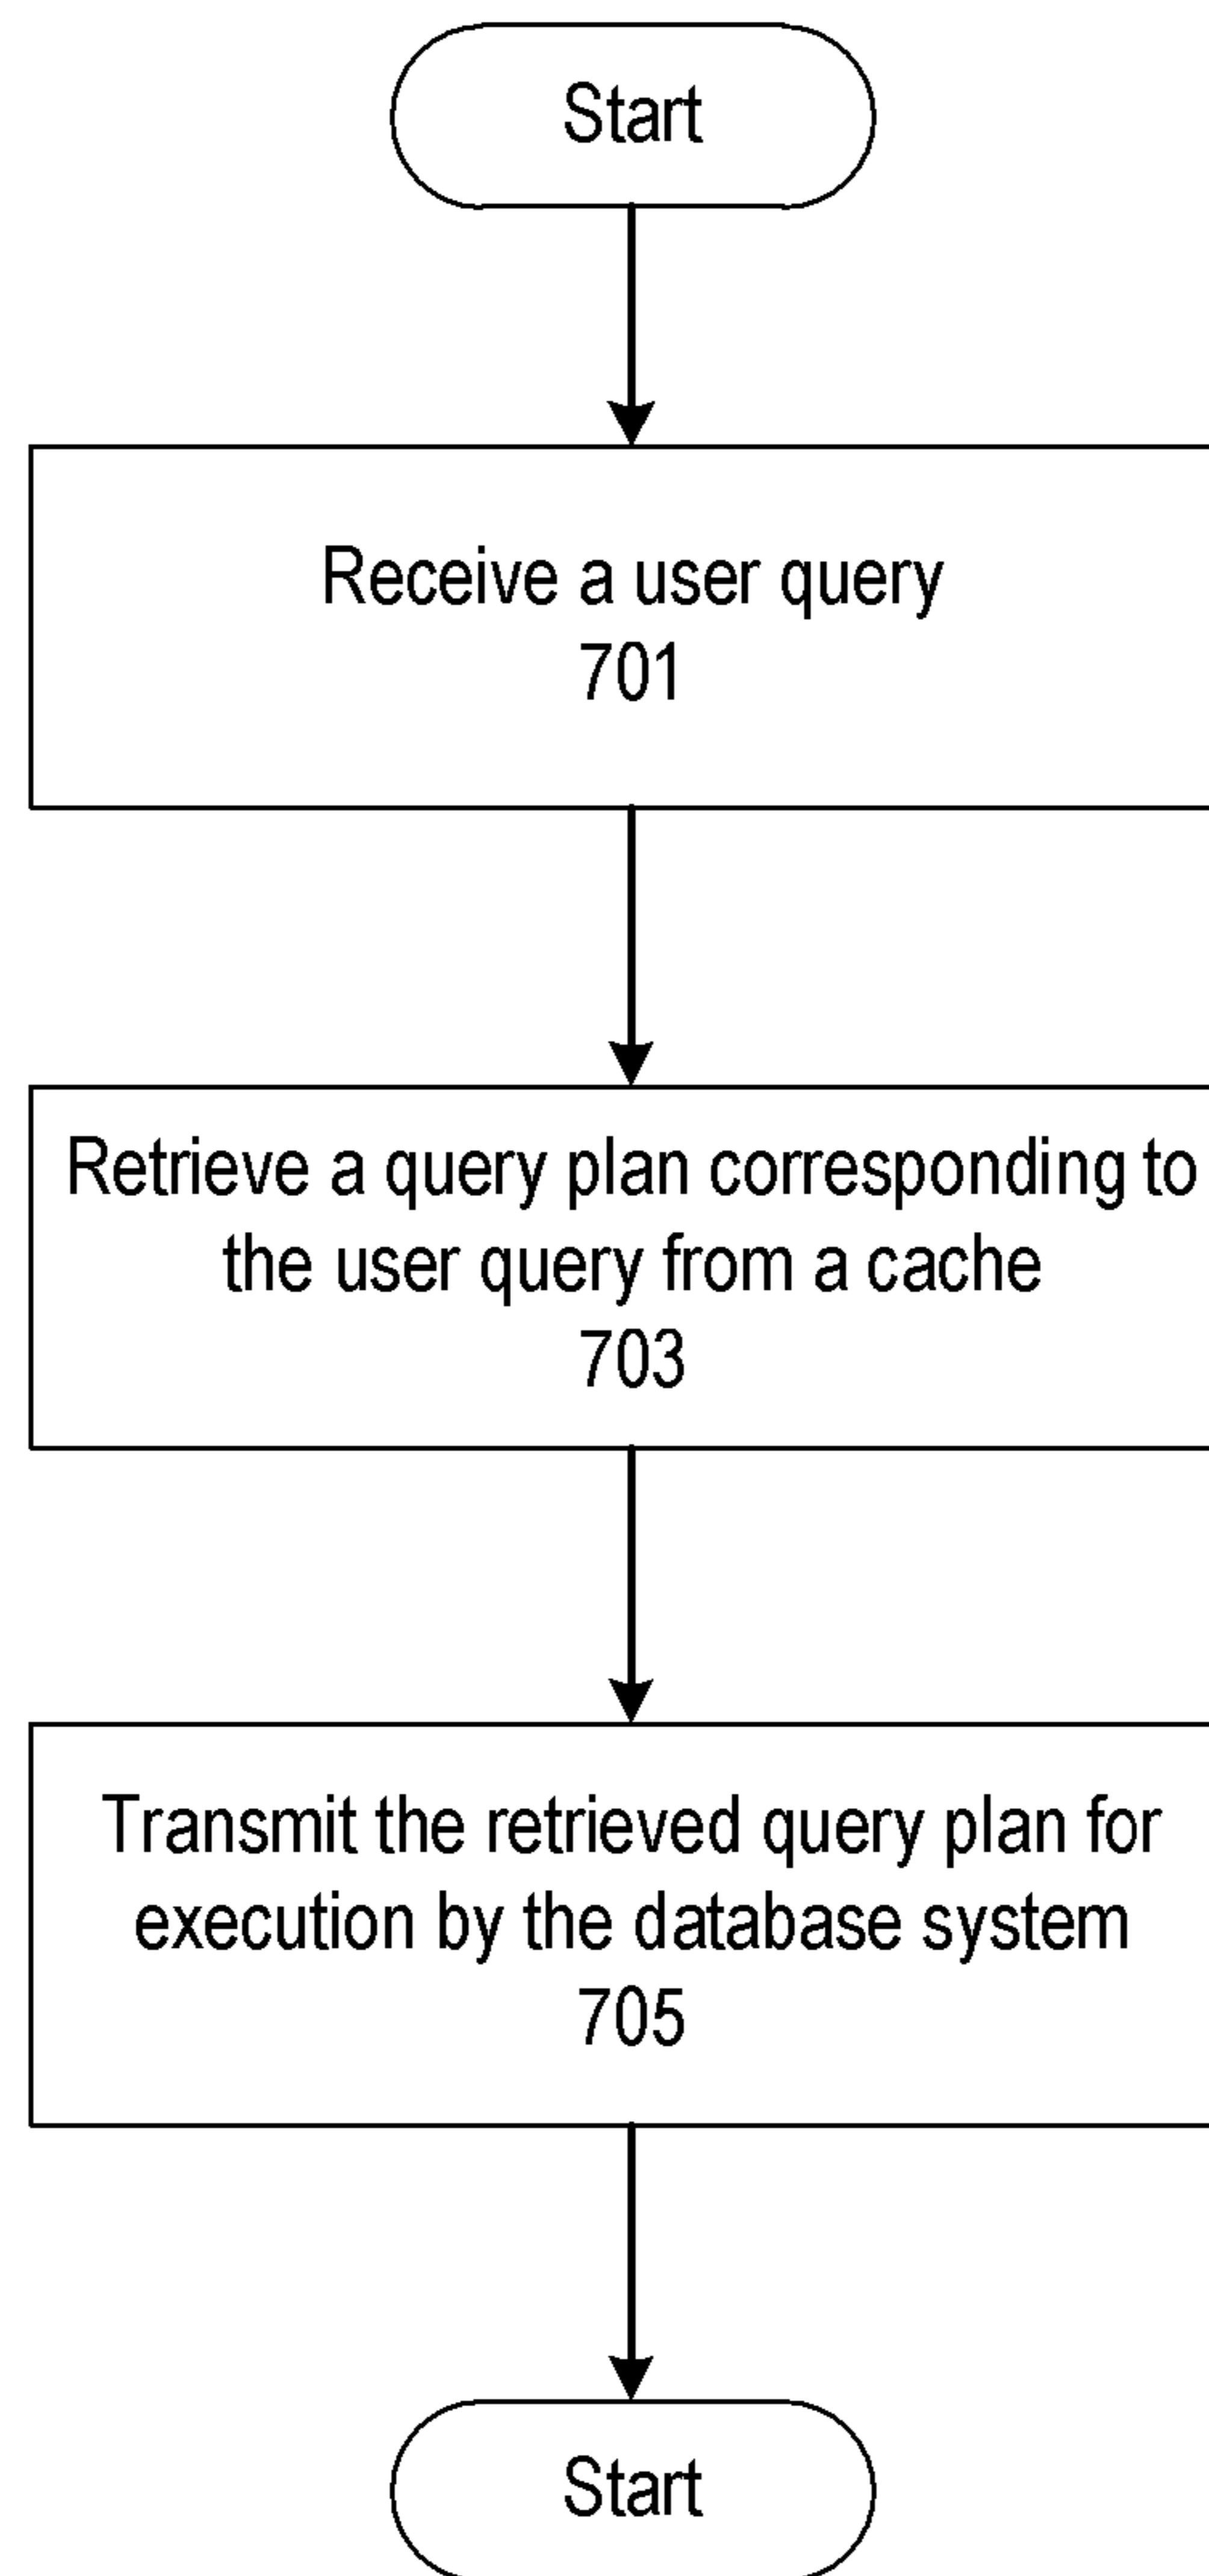 Start
Receive a user query
701
Retrieve a query plan corresponding to
the user query from a cache
703
Transmit the retrieved query plan for
execution by the database system
705
Start